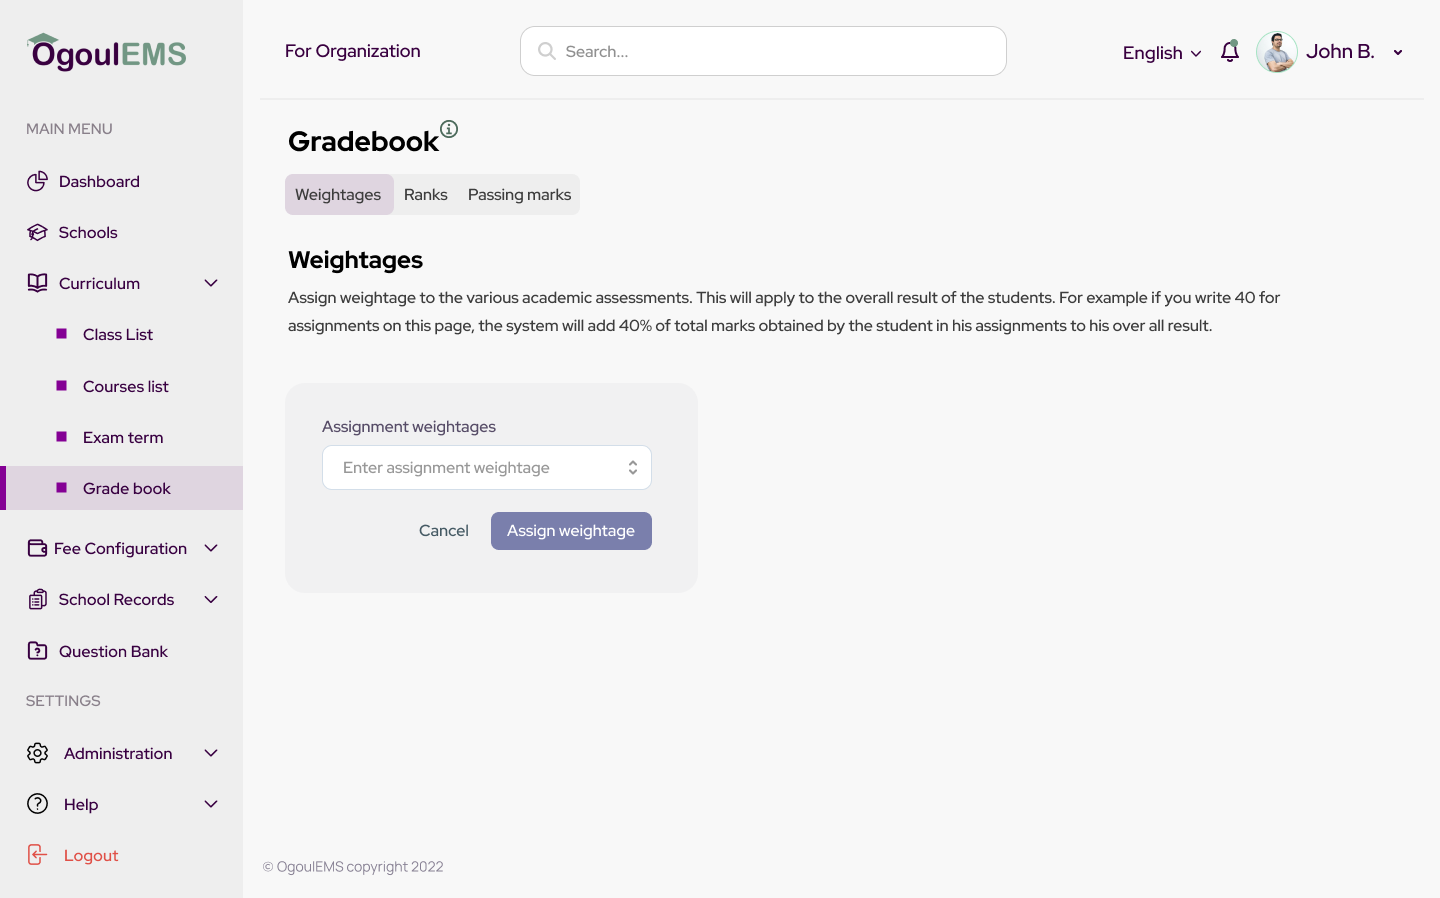 OgoulEMS
For Organization
Search...
English
John B.
MAIN MENU
Dashboard
Schools
Curriculum
Class List
Courses list
Exam term
Grade book
Fee Configuration
School Records
Question Bank
SETTINGS
Administration
Help
Logout
Gradebook
Weightages Ranks Passing marks
Weightages
Assign weightage to the various academic assessments. This will apply to the overall result of the students. For example if you write 40 for
assignments on this page, the system will add 40% of total marks obtained by the student in his assignments to his over all result.
Assignment weightages
Enter assignment weightage
Cancel Assign weightage
© OgoulEMS copyright 2022